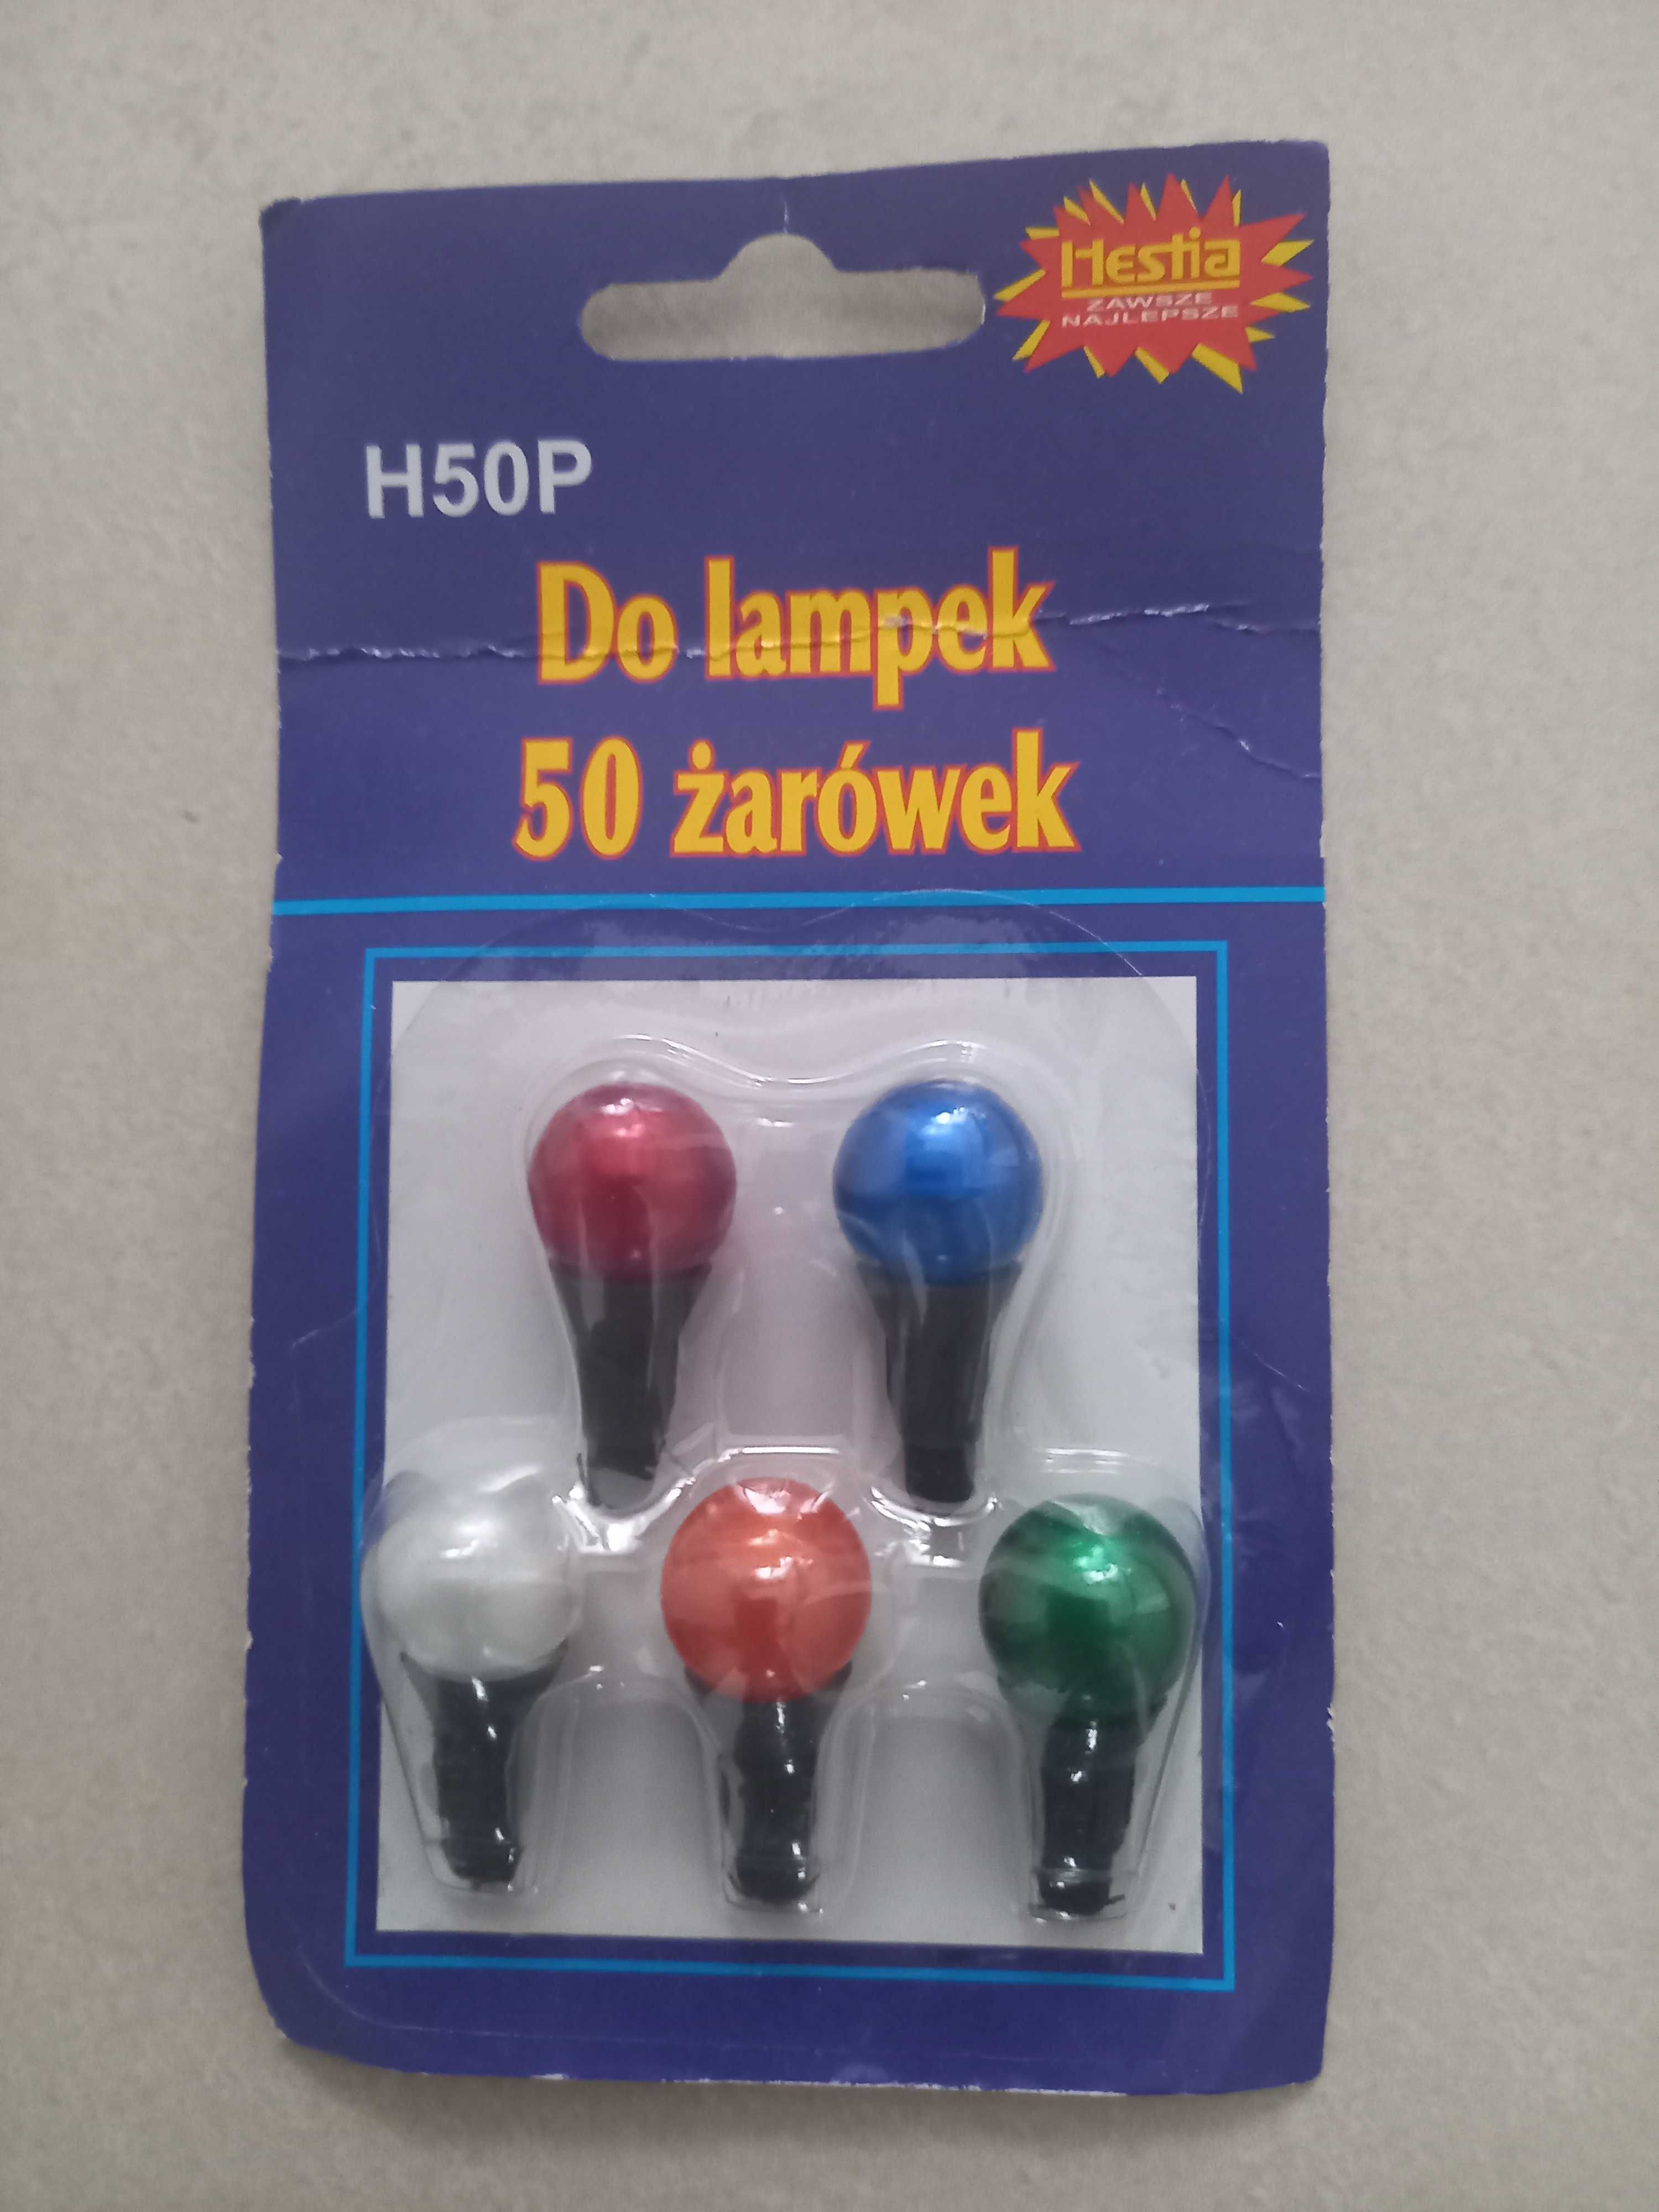 Hestia
ZAWSZE
NAJLEPSZE
H50P
Do lampek
50 żarówek